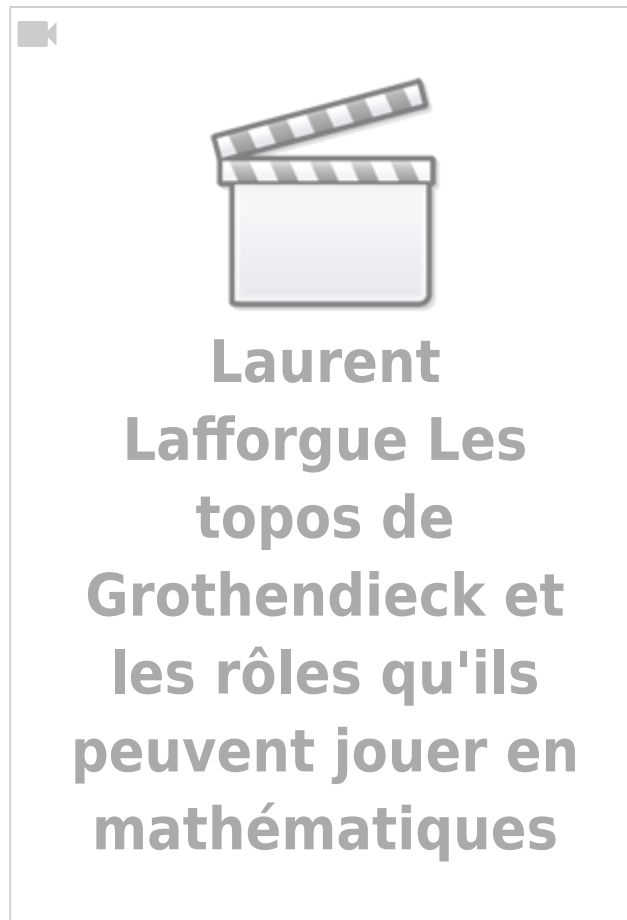 Laurent
Lafforgue Les
topos de
Grothendieck et
les rôles qu'ils
peuvent jouer en
mathématiques